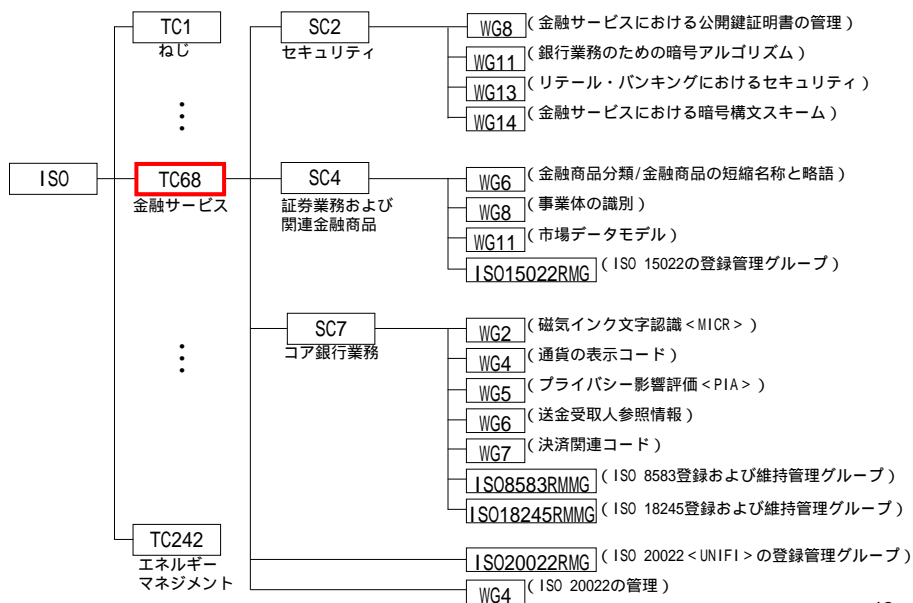 TC1
ねじ
SC2
セキュリティ
WG8 (金融サービスにおける公開鍵証明書の管理)
WG11 (銀行業務のための暗号アルゴリズム)
WG13 (リテール・バンキングにおけるセキュリティ)
WG14 (金融サービスにおける暗号構文スキーム)
ISO
TC68
金融サービス
SC4
証券業務および
関連金融商品
WG6 (金融商品分類/金融商品の短縮名称と略語)
WG8 (事業体の識別)
WG11 (市場データモデル)
ISO15022RMG (ISO 15022の登録管理グループ)
SC7
コア銀行業務
WG2 (磁気インク文字認識<MICR>)
WG4 (通貨の表示コード)
WG5 (プライバシー影響評価<PIA>)
WG6 (送金受取人参照情報)
WG7 (決済関連コード)
ISO8583RMMG (ISO 8583登録および維持管理グループ)
ISO18245RMMG (ISO 18245登録および維持管理グループ)
TC242
エネルギー
マネジメント
ISO20022RMG (ISO 20022<UNIFI>の登録管理グループ)
WG4 (ISO 20022の管理)